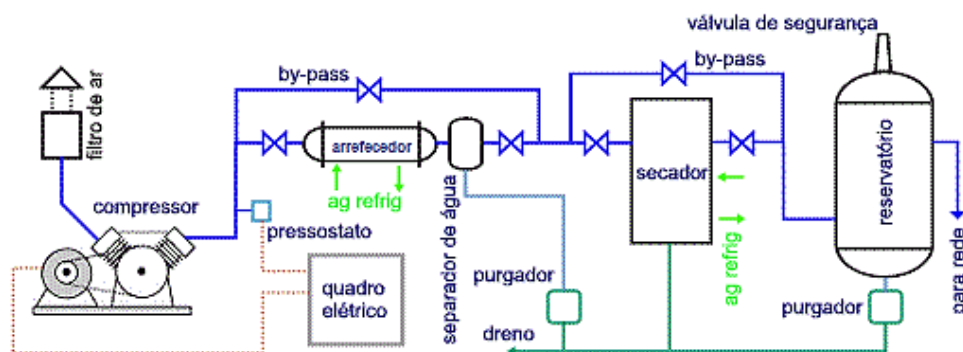 válvula de segurança
by-pass
by-pass
filtro de ar
arrefecedor
secador
reservatório
ag refrig
compressor
pressostato
separador de água
ag refrig
quadro
elétrico
purgador
purgador
para rede
dreno